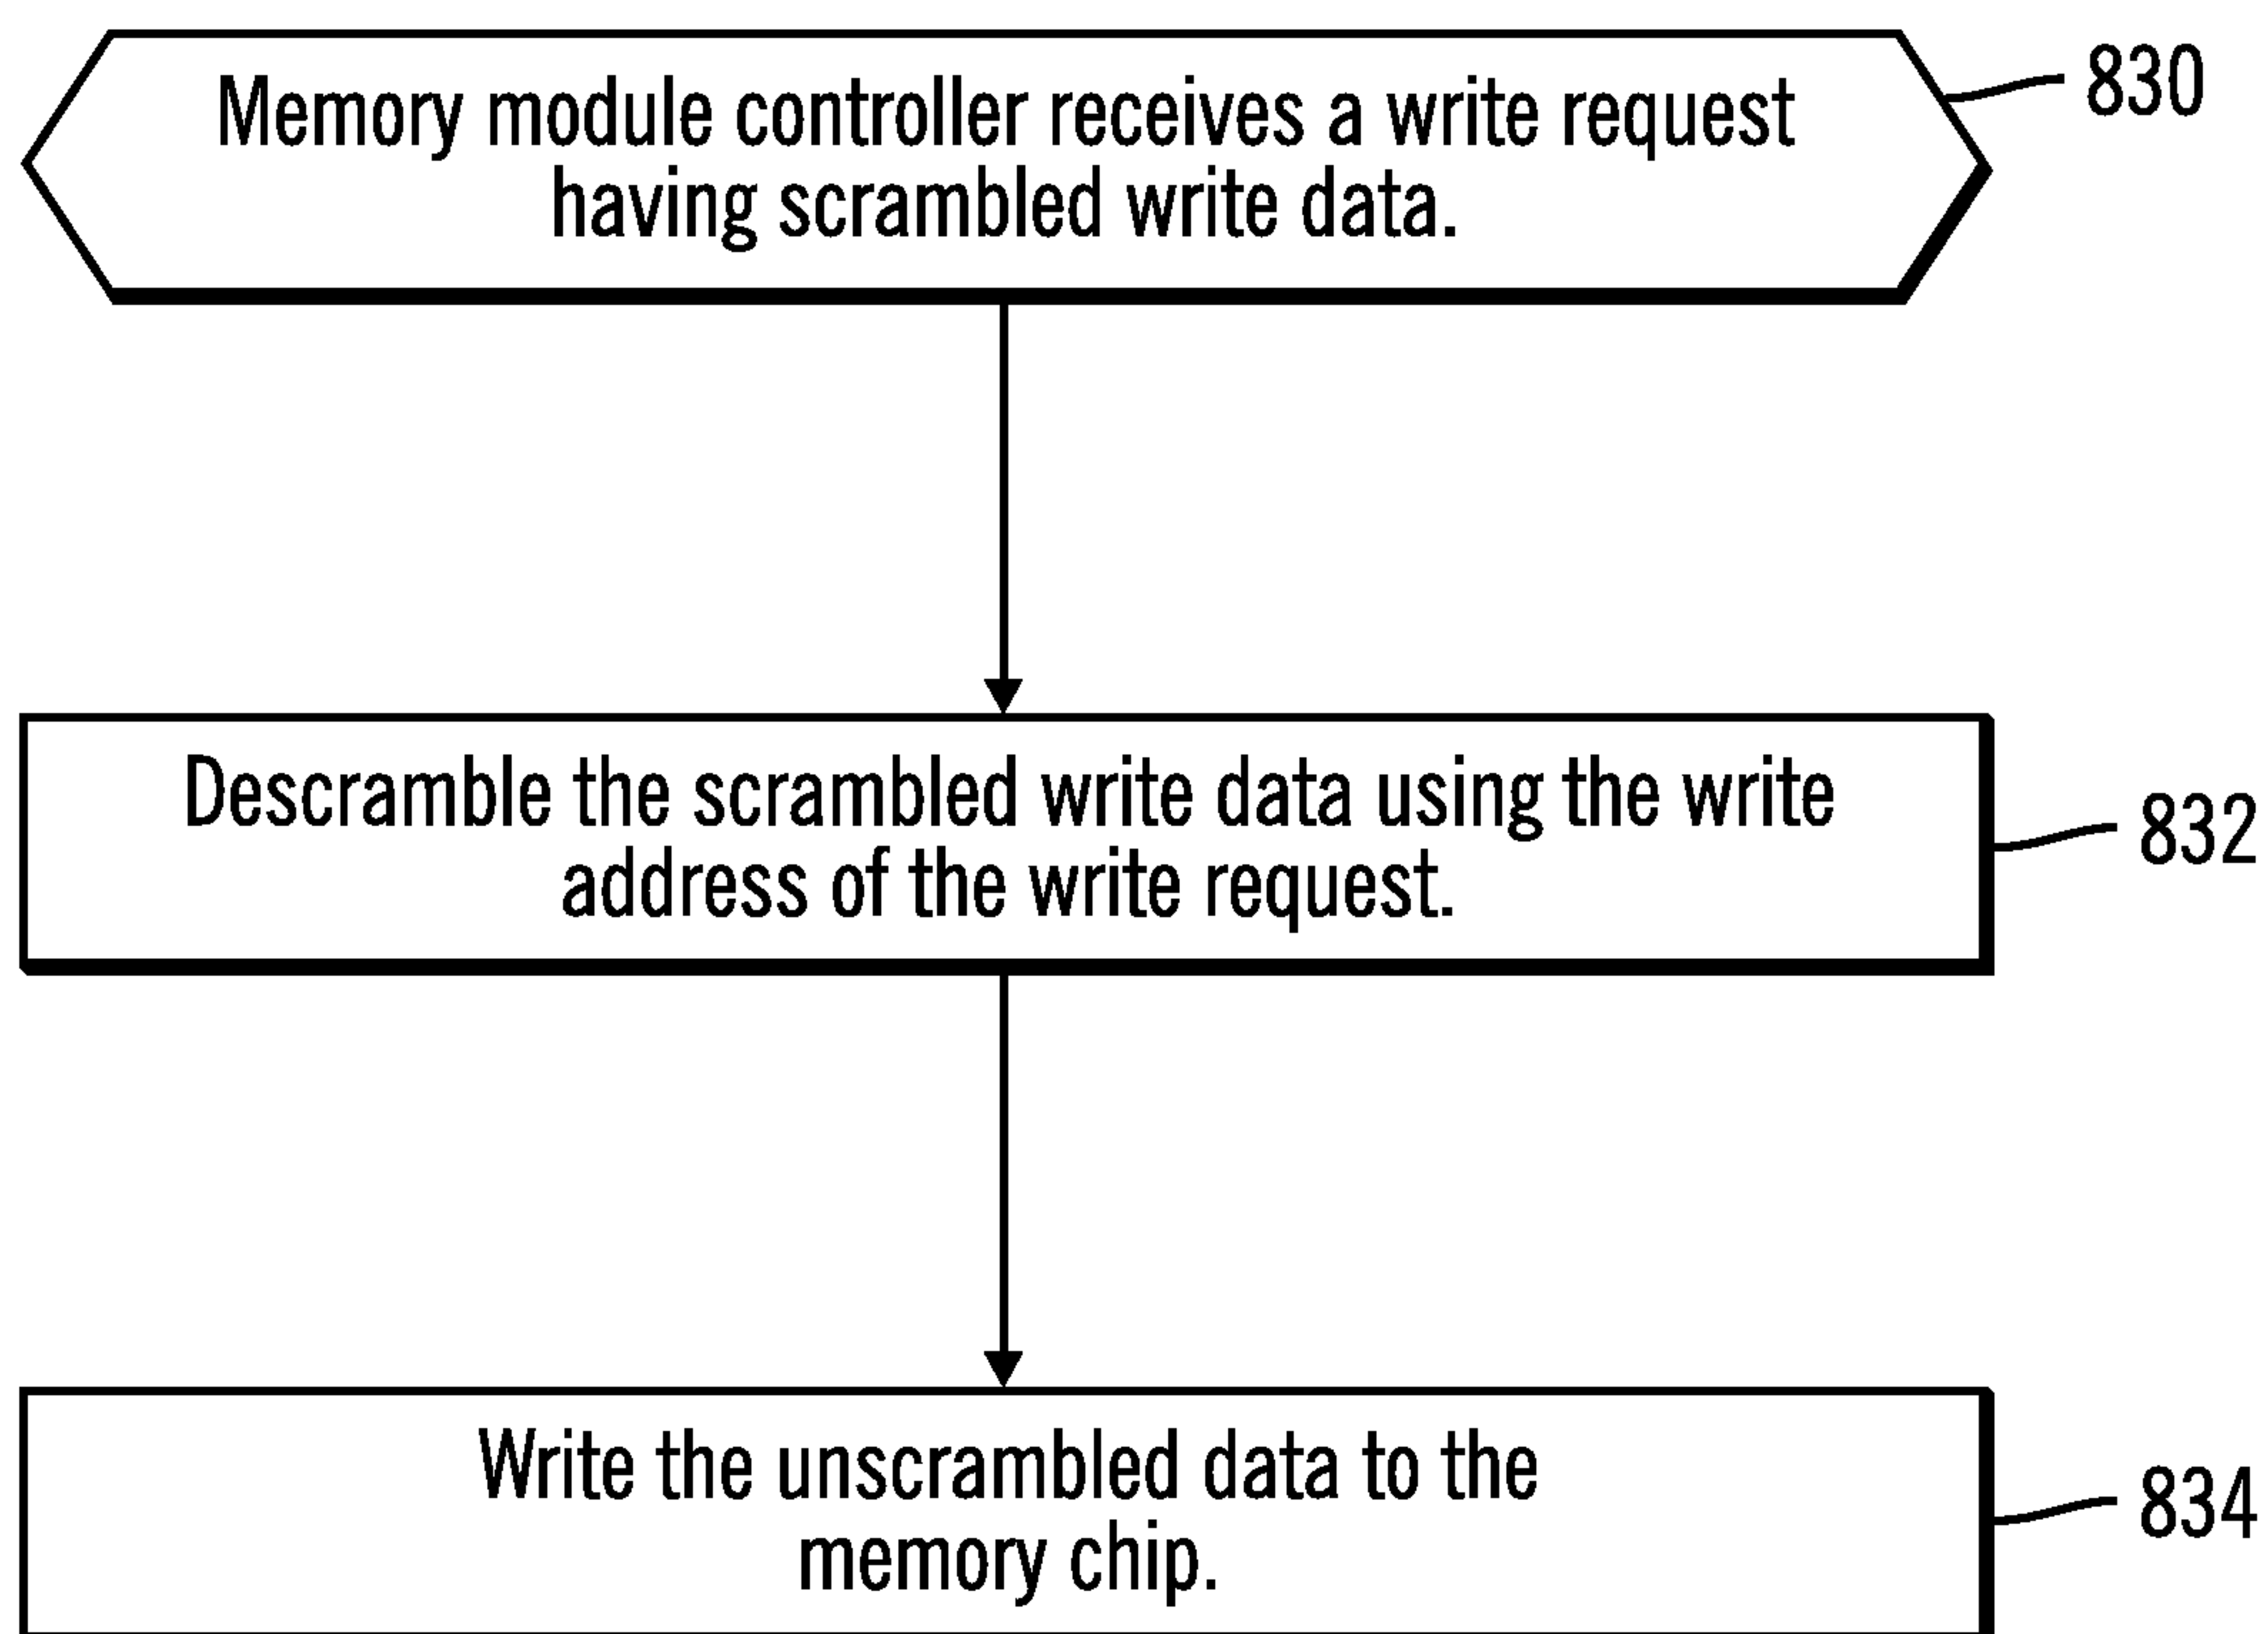 Memory module controller receives a write request
having scrambled write data.
830
Descramble the scrambled write data using the write
address of the write request.
832
Write the unscrambled data to the
memory chip.
834